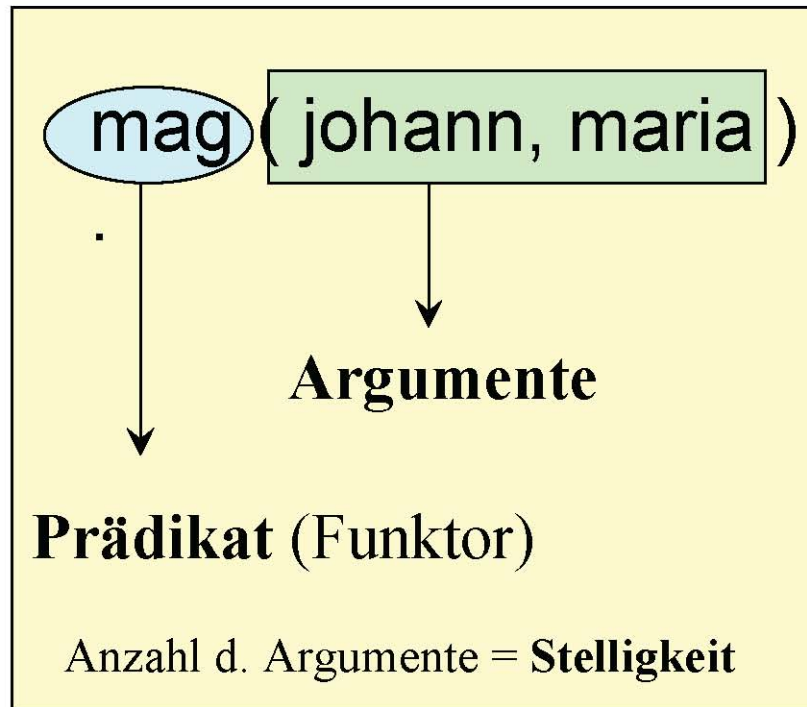 mag ( johann, maria )
.
Argumente
Prädikat (Funktor)
Anzahl d. Argumente = Stelligkeit